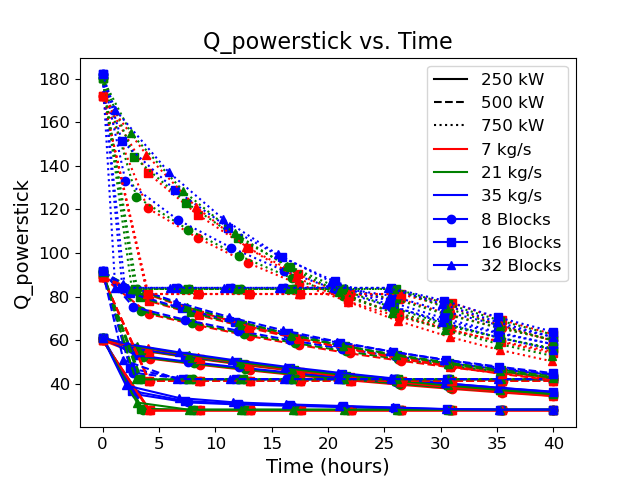 Q_powerstick vs. Time
250 kW
500 kW
750 kW
7 kg/s
21 kg/s
35 kg/s
8 Blocks
16 Blocks
32 Blocks
Q_powerstick
180
160
140
120
100
80
60
40
0 5 10 15 20 25 30 35 40
Time (hours)